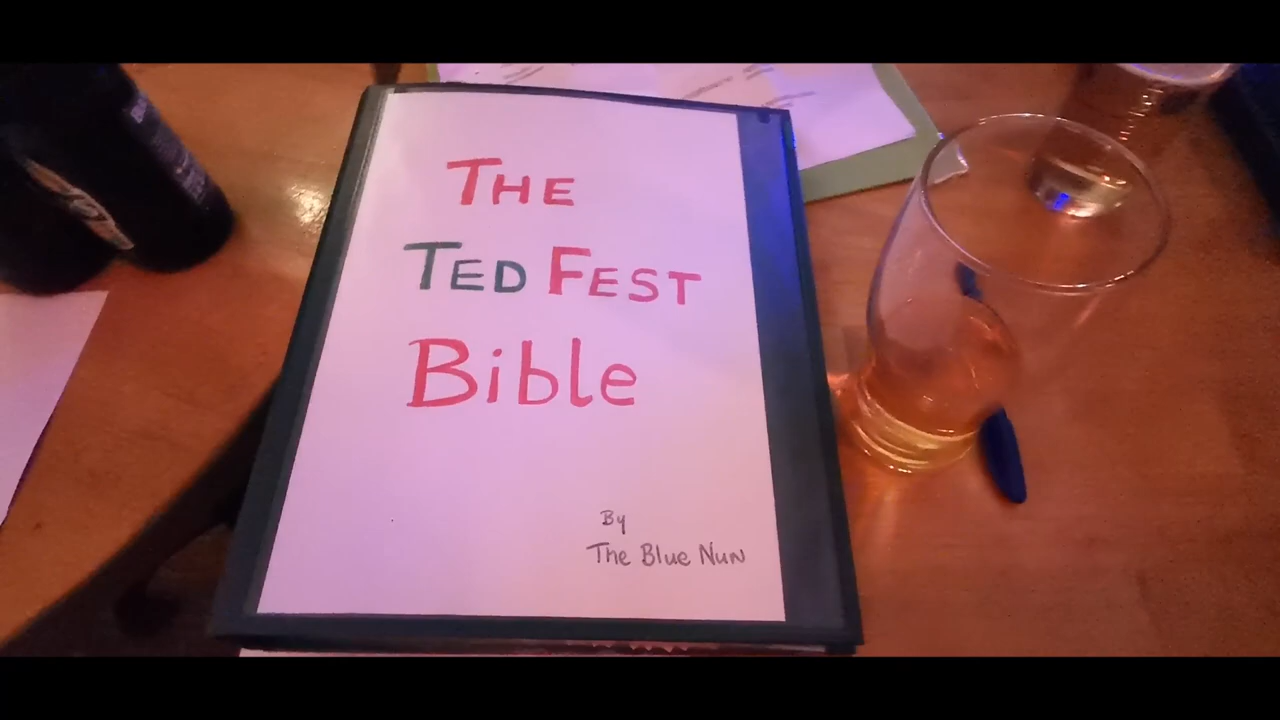 THE
TED FEST
Bible
By
The Blue Nun